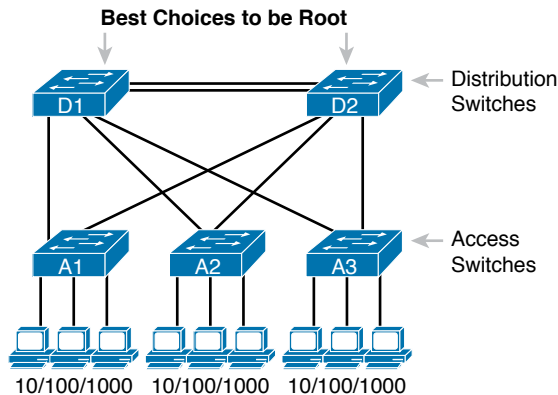 Best Choices to be Root
D1
D2
Distribution
Switches
A1
A2
A3
Access
Switches
10/100/1000
10/100/1000
10/100/1000